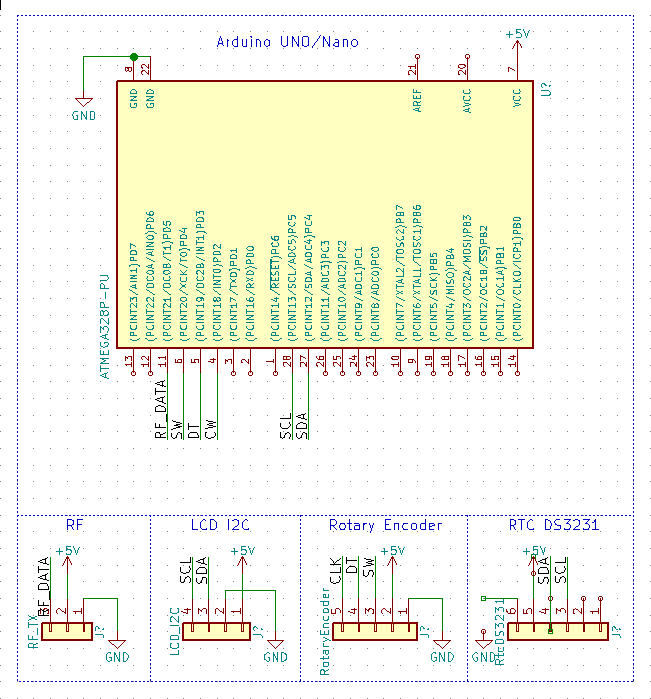 Arduino UNO/Nano
+5V
8
22
21
20
7
GND
GND
AREF
AVCC
VCC
U?
GND
ATMEGA328P-PU
(PCINT23/AIN1)PD7
(PCINT22/OC0A/AIN0)PD6
(PCINT21/OC0B/T1)PD5
(PCINT20/XCK/T0)PD4
(PCINT19/OC2B/INT1)PD3
(PCINT18/INT0)PD2
(PCINT17/TXD)PD1
(PCINT16/RXD)PD0
(PCINT14/RESET)PC6
(PCINT13/SCL/ADC5)PC5
(PCINT12/SDA/ADC4)PC4
(PCINT11/ADC3)PC3
(PCINT10/ADC2)PC2
(PCINT9/ADC1)PC1
(PCINT8/ADC0)PC0
(PCINT7/XTAL2/TOSC2)PB7
(PCINT6/XTAL1/TOSC1)PB6
(PCINT5/SCK)PB5
(PCINT4/MISO)PB4
(PCINT3/OC2A/MOSI)PB3
(PCINT2/OC1B/SS)PB2
(PCINT1/OC1A)PB1
(PCINT0/CLKO/ICP1)PB0
13
12
11
6
5
4
3
2
1
28
27
26
25
24
23
10
9
19
18
17
16
15
14
RF_DATA
SW
DT
CW
SCL
SDA
RF
+5V
RF_DATA
3
2
1
RF_TX
J?
GND
LCD I2C
+5V
SCL
SDA
4
3
2
1
LCD_I2C
J?
GND
Rotary Encoder
+5V
CLK
DT
SW
5
4
3
2
1
RotaryEncoder
J?
GND
RTC DS3231
+5V
SDA
SCL
6
5
4
3
2
1
RtcDS3231
J?
GND